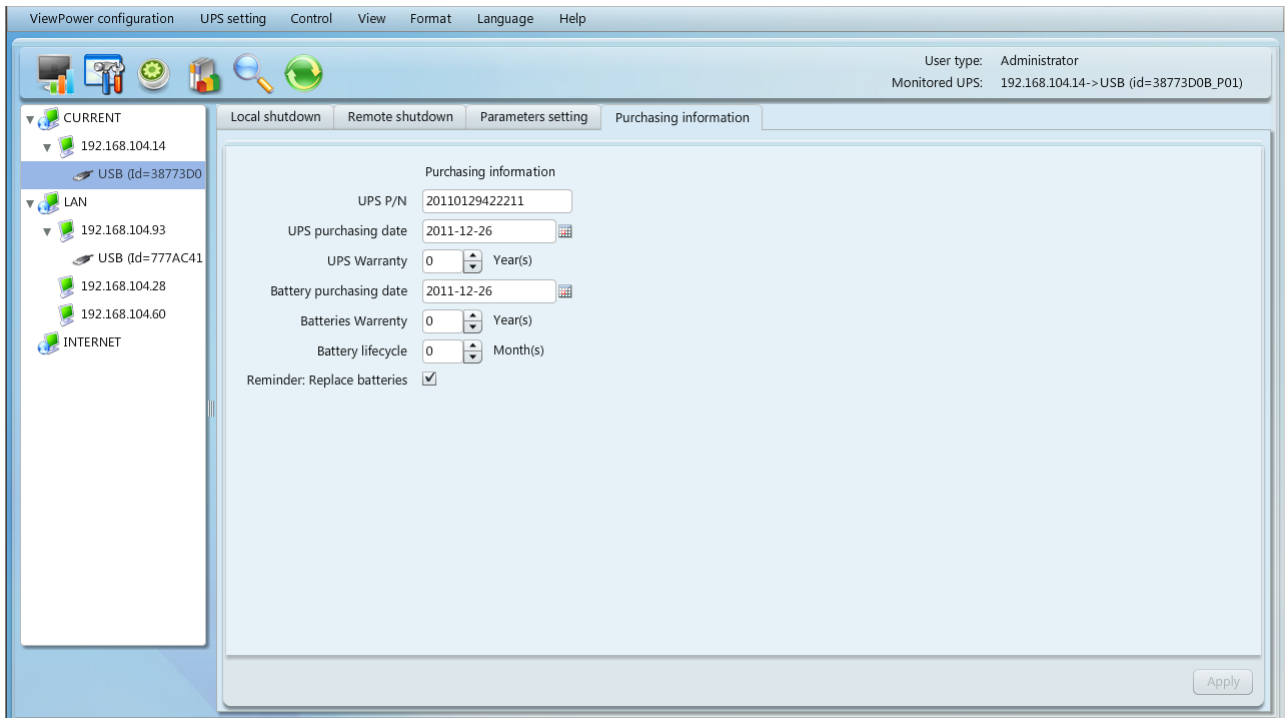 ViewPower configuration UPS setting Control View Format Language Help
User type: Administrator
Monitored UPS: 192.168.104.14->USB (id=38773D0B_P01)
CURRENT
192.168.104.14
USB (Id=38773D0
LAN
192.168.104.93
USB (Id=777AC41
192.168.104.28
192.168.104.60
INTERNET
Local shutdown Remote shutdown Parameters setting Purchasing information
Purchasing information
UPS P/N 20110129422211
UPS purchasing date 2011-12-26
UPS Warranty 0 Year(s)
Battery purchasing date 2011-12-26
Batteries Warrenty 0 Year(s)
Battery lifecycle 0 Month(s)
Reminder: Replace batteries
Apply